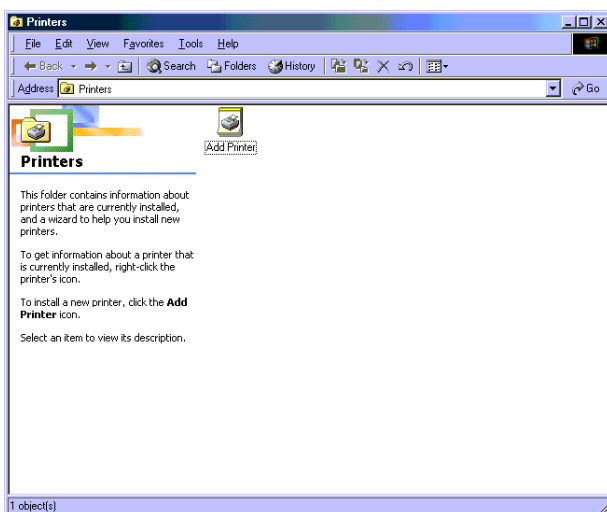 Printers
File Edit View Favorites Tools Help
Back Search Folders History
Address Printers Go
Add Printer
Printers
This folder contains information about
printers that are currently installed,
and a wizard to help you install new
printers.
To get information about a printer that
is currently installed, right-click the
printer's icon.
To install a new printer, click the Add
Printer icon.
Select an item to view its description.
1 object(s)